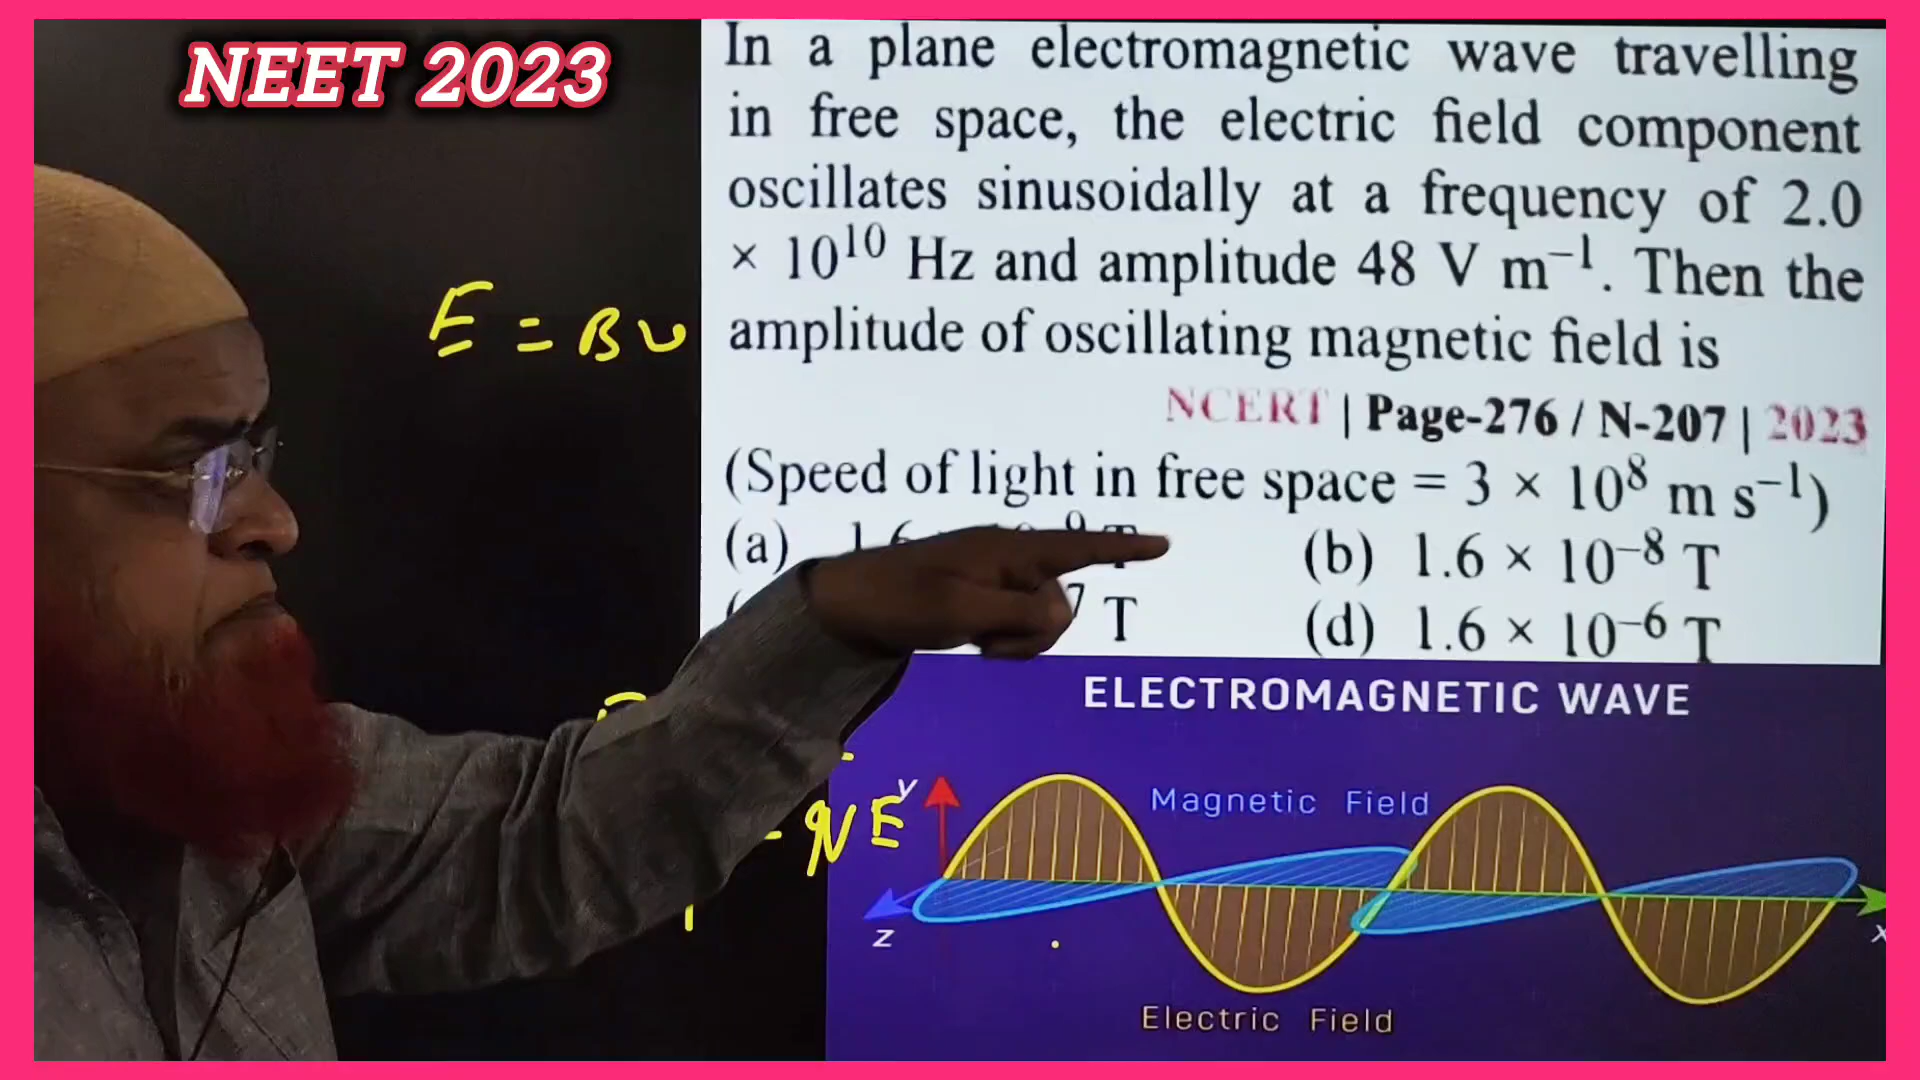 NEET 2023
In a plane electromagnetic wave travelling
in free space, the electric field component
oscillates sinusoidally at a frequency of 2.0
× 10¹⁰ Hz and amplitude 48 V m⁻¹. Then the
amplitude of oscillating magnetic field is
E = BV
NCERT | Page-276 / N-207 | 2023
(Speed of light in free space = 3 × 10⁸ m s⁻¹)
(a) T
(b) 1.6 × 10⁻⁸ T
T
(d) 1.6 × 10⁻⁶ T
ELECTROMAGNETIC WAVE
y
Magnetic Field
E
z
x
Electric Field